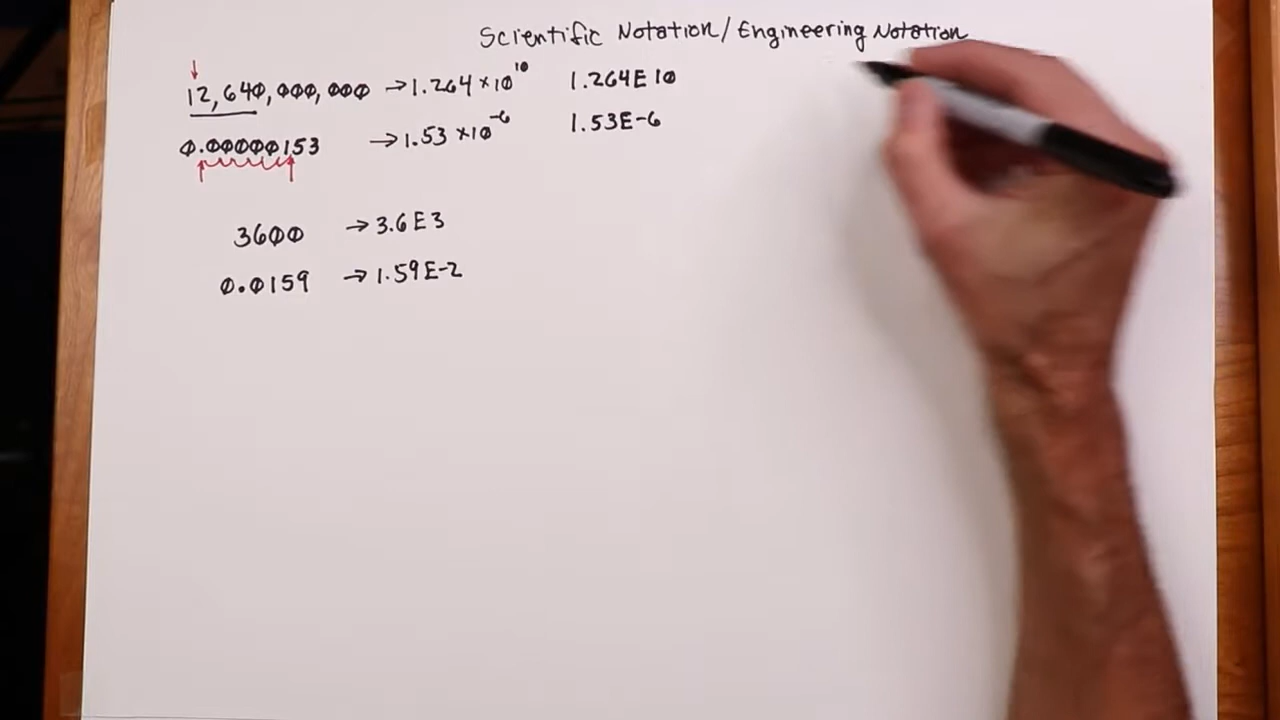 Scientific Notation/Engineering Notation
12,640,000,000 → 1.264 × 10^10 1.264E10
0.00000153 → 1.53 × 10^-6 1.53E-6
3600 → 3.6E3
0.0159 → 1.59E-2